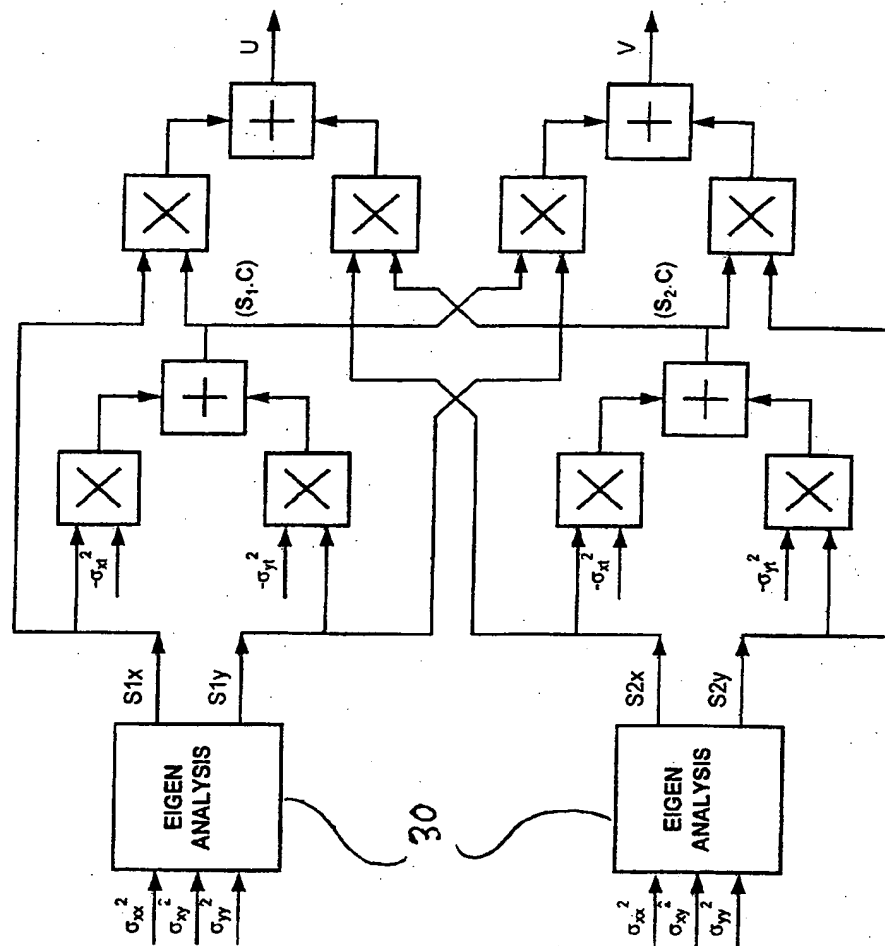 σxx²
σxy²
σyy²
EIGEN
ANALYSIS
S1x
S1y
-σxt²
-σyt²
(S₁.C)
U
30
σxx²
σxy²
σyy²
EIGEN
ANALYSIS
S2x
S2y
-σxt²
-σyt²
(S₂.C)
V